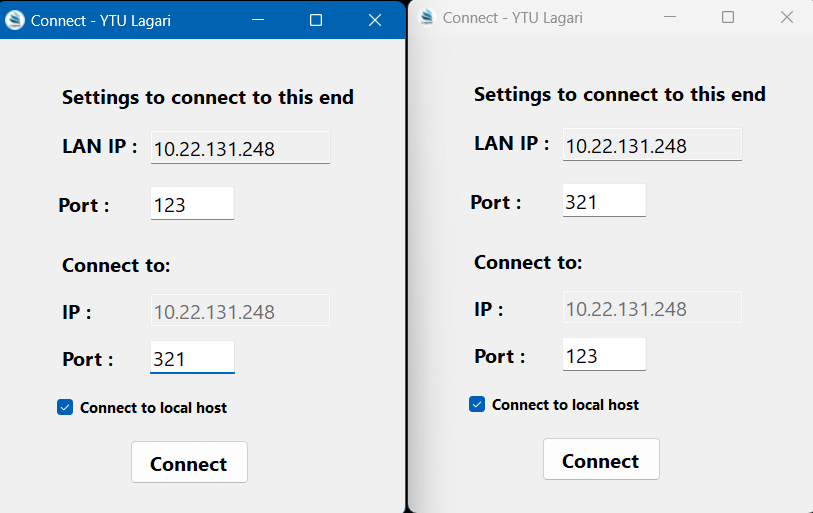 Connect - YTU Lagari
Settings to connect to this end
LAN IP : 10.22.131.248
Port : 123
Connect to:
IP : 10.22.131.248
Port : 321
Connect to local host
Connect
Connect - YTU Lagari
Settings to connect to this end
LAN IP : 10.22.131.248
Port : 321
Connect to:
IP : 10.22.131.248
Port : 123
Connect to local host
Connect